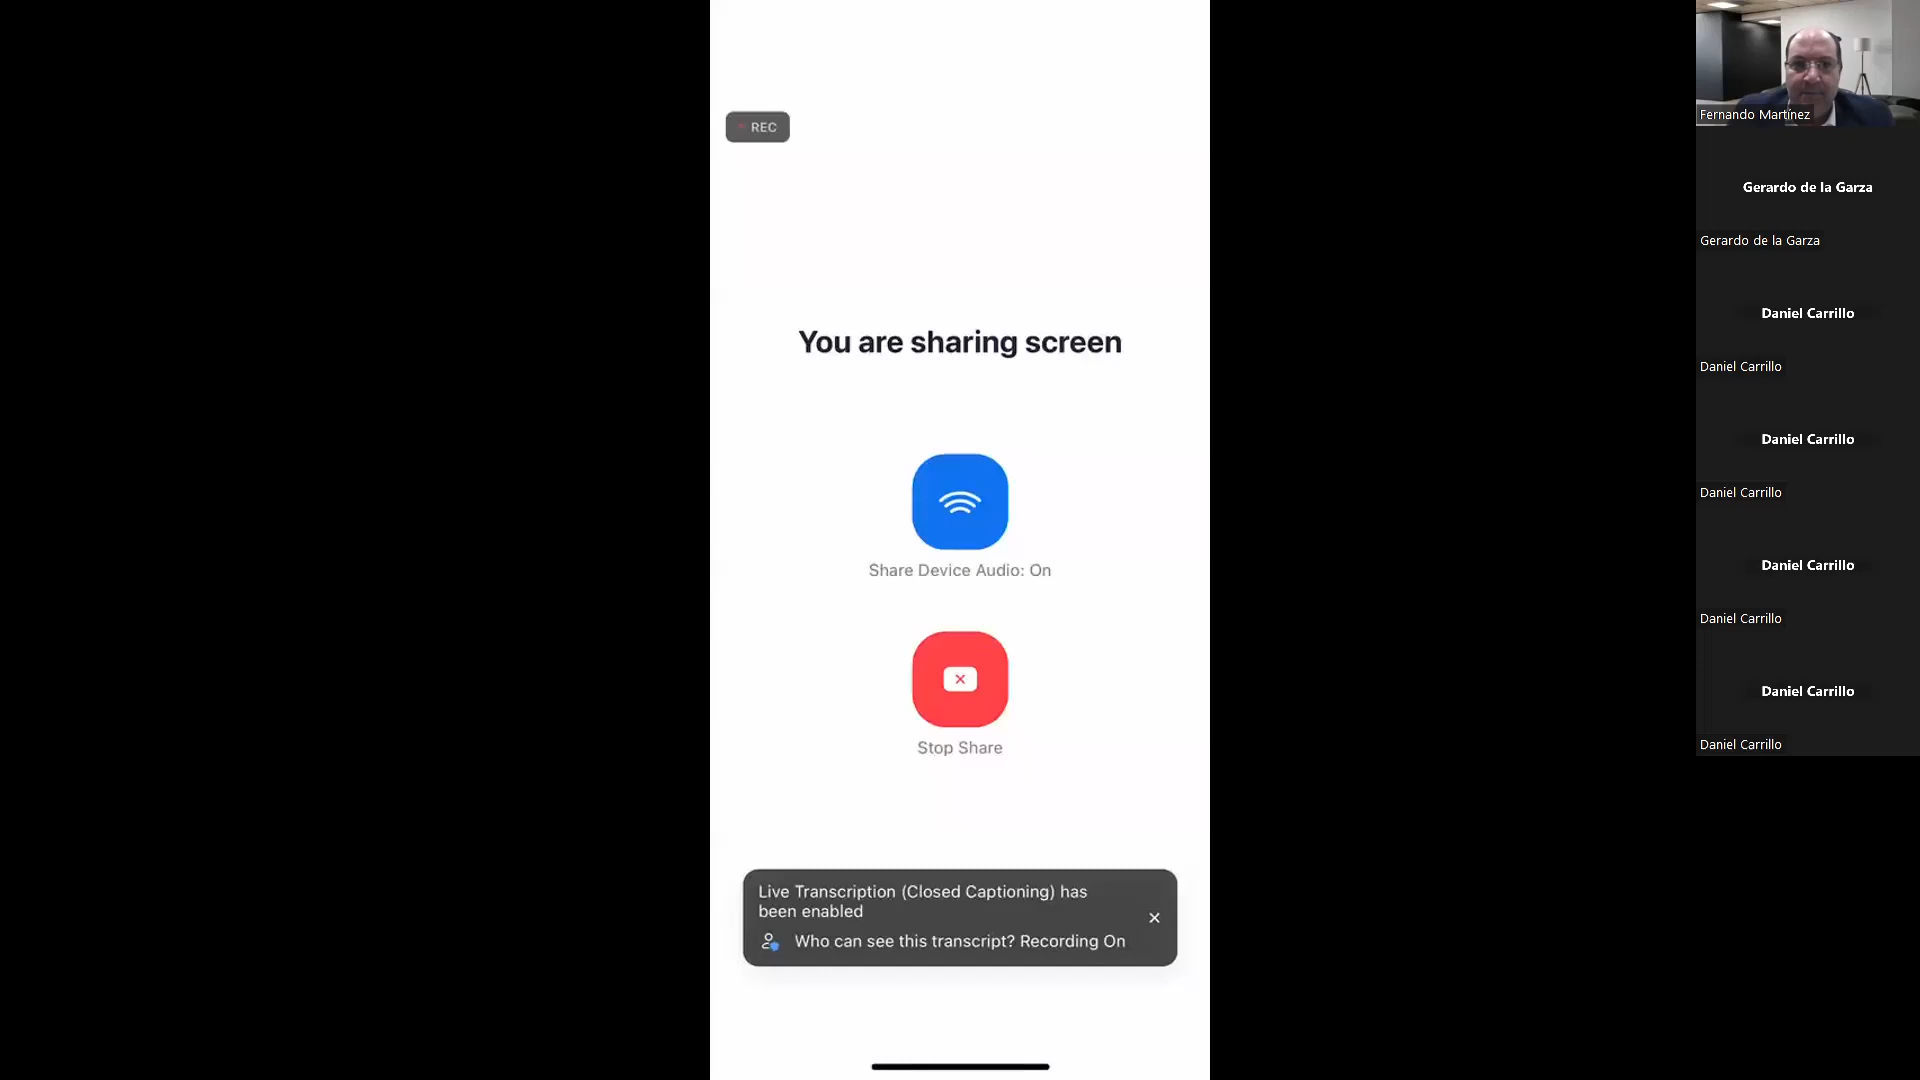 REC
You are sharing screen
Share Device Audio: On
Stop Share
Live Transcription (Closed Captioning) has
been enabled
Who can see this transcript? Recording On
Fernando Martínez
Gerardo de la Garza
Gerardo de la Garza
Daniel Carrillo
Daniel Carrillo
Daniel Carrillo
Daniel Carrillo
Daniel Carrillo
Daniel Carrillo
Daniel Carrillo
Daniel Carrillo